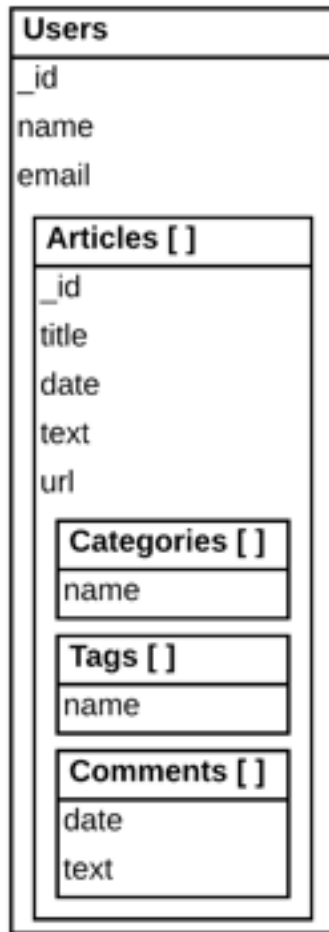 Users
_id
name
email
Articles [ ]
_id
title
date
text
url
Categories [ ]
name
Tags [ ]
name
Comments [ ]
date
text